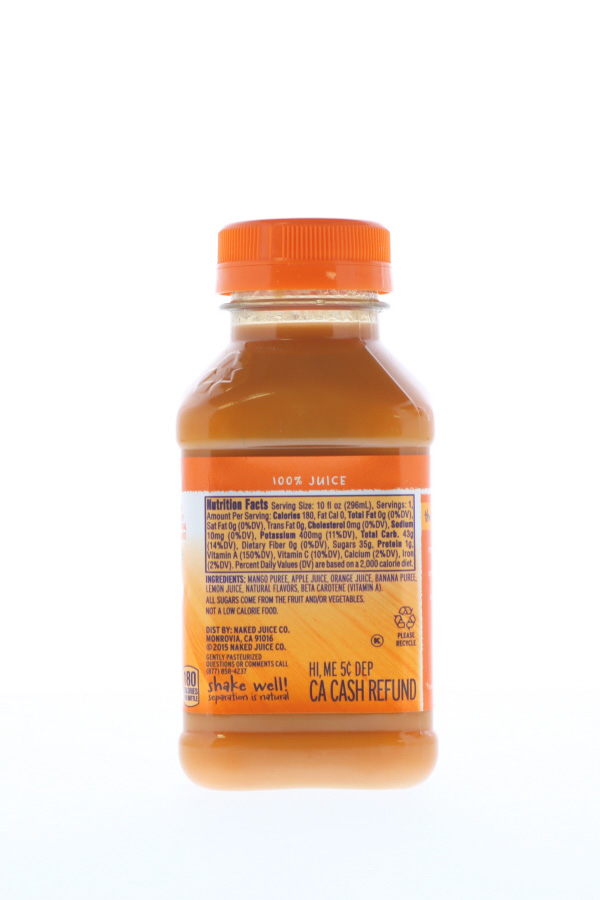 100% JUICE
Nutrition Facts Serving Size: 10 fl oz (296mL), Servings: 1,
Amount Per Serving: Calories 180, Fat Cal 0, Total Fat 0g (0%DV),
Sat Fat 0g (0%DV), Trans Fat 0g, Cholesterol 0mg (0%DV), Sodium
10mg (0%DV), Potassium 400mg (11%DV), Total Carb. 43g
(14%DV), Dietary Fiber 0g (0%DV), Sugars 35g, Protein 1g,
Vitamin A (150%DV), Vitamin C (10%DV), Calcium (2%DV), Iron
(2%DV). Percent Daily Values (DV) are based on a 2,000 calorie diet.
INGREDIENTS: MANGO PUREE, APPLE JUICE, ORANGE JUICE, BANANA PUREE,
LEMON JUICE, NATURAL FLAVORS, BETA CAROTENE (VITAMIN A).
ALL SUGARS COME FROM THE FRUIT AND/OR VEGETABLES.
NOT A LOW CALORIE FOOD.
DIST BY: NAKED JUICE CO.
MONROVIA, CA 91016
©2015 NAKED JUICE CO.
GENTLY PASTEURIZED
QUESTIONS OR COMMENTS CALL
(877) 858-4237
K
PLEASE
RECYCLE
shake well!
separation is natural
HI, ME 5¢ DEP
CA CASH REFUND